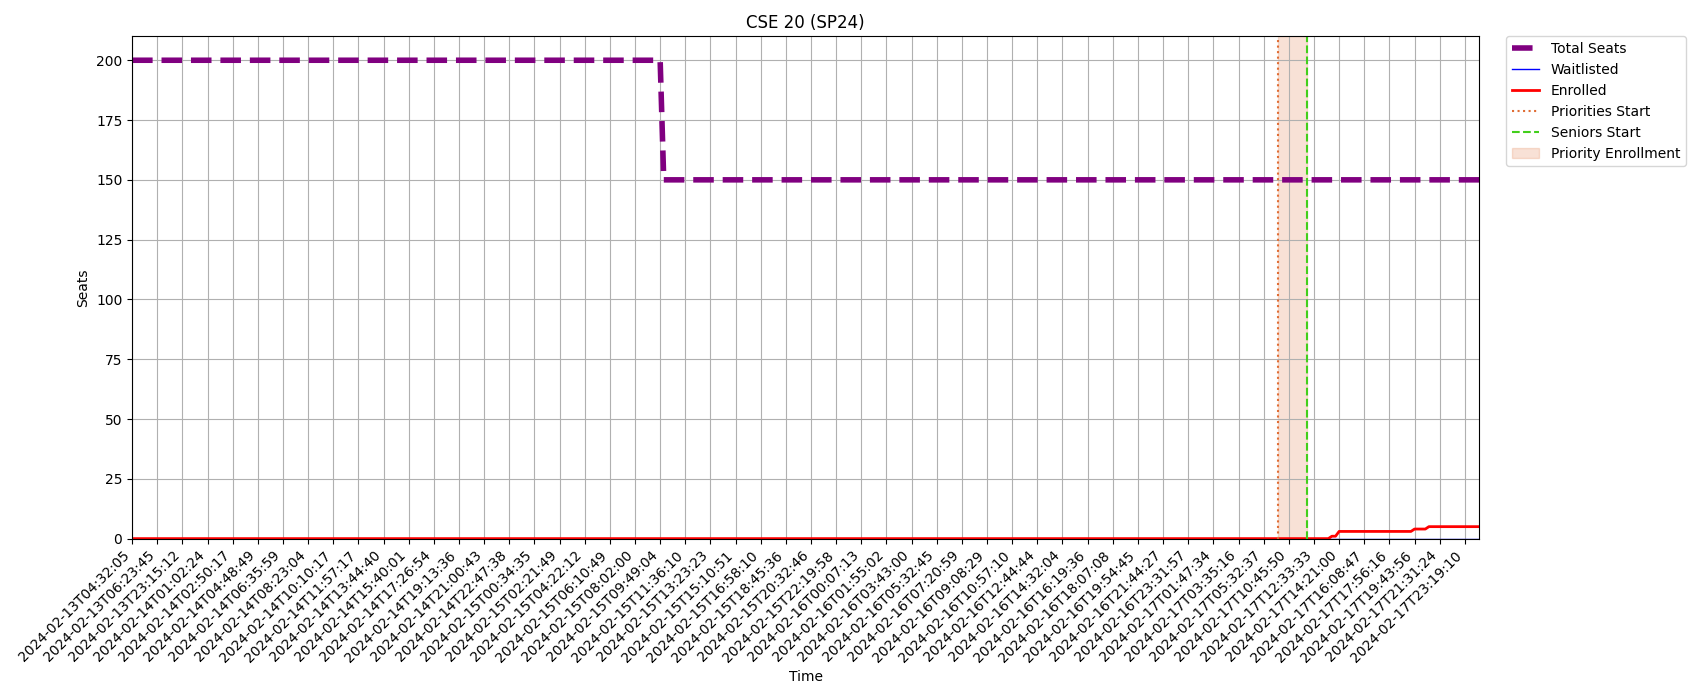 CSE 20 (SP24)
Total Seats
Waitlisted
Enrolled
Priorities Start
Seniors Start
Priority Enrollment
Seats
200
175
150
125
100
75
50
25
0
2024-02-13T04:32:05
2024-02-13T06:23:45
2024-02-13T23:15:12
2024-02-14T01:02:24
2024-02-14T02:50:17
2024-02-14T04:48:49
2024-02-14T06:35:59
2024-02-14T08:23:04
2024-02-14T10:10:17
2024-02-14T11:57:17
2024-02-14T13:44:40
2024-02-14T15:40:01
2024-02-14T17:26:54
2024-02-14T19:13:36
2024-02-14T21:00:43
2024-02-14T22:47:38
2024-02-15T00:34:35
2024-02-15T02:21:49
2024-02-15T04:22:12
2024-02-15T06:10:49
2024-02-15T08:02:00
2024-02-15T09:49:04
2024-02-15T11:36:10
2024-02-15T13:23:23
2024-02-15T15:10:51
2024-02-15T16:58:10
2024-02-15T18:45:36
2024-02-15T20:32:46
2024-02-15T22:19:58
2024-02-16T00:07:13
2024-02-16T01:55:02
2024-02-16T03:43:00
2024-02-16T05:32:45
2024-02-16T07:20:59
2024-02-16T09:08:29
2024-02-16T10:57:10
2024-02-16T12:44:44
2024-02-16T14:32:04
2024-02-16T16:19:36
2024-02-16T18:07:08
2024-02-16T19:54:45
2024-02-16T21:44:27
2024-02-16T23:31:57
2024-02-17T01:47:34
2024-02-17T03:35:16
2024-02-17T05:32:37
2024-02-17T10:45:50
2024-02-17T12:33:33
2024-02-17T14:21:00
2024-02-17T16:08:47
2024-02-17T17:56:16
2024-02-17T19:43:56
2024-02-17T21:31:24
2024-02-17T23:19:10
Time